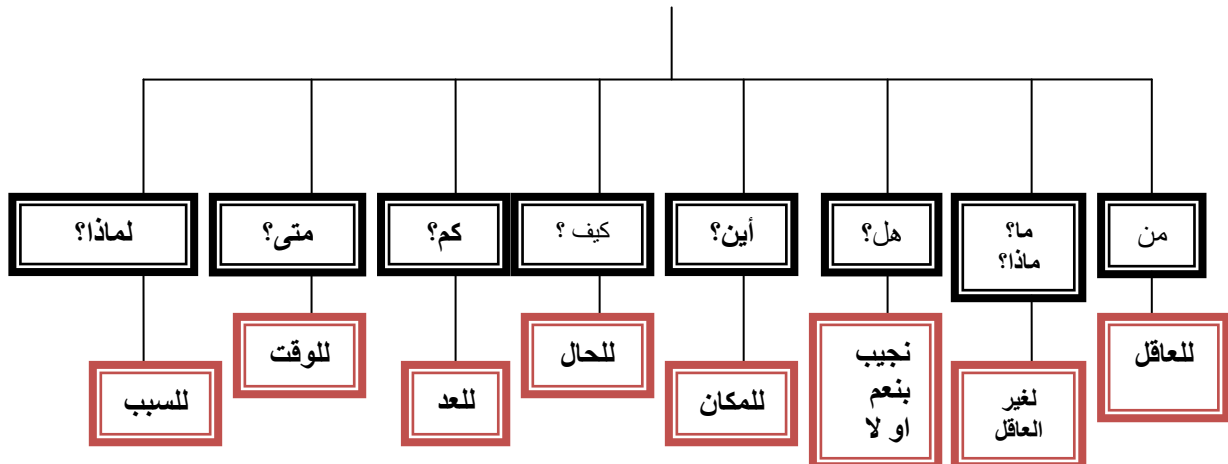 من
ما؟
ماذا؟
هل؟
أين؟
كيف ؟
كم؟
متى؟
لماذا؟
للعاقل
لغير
العاقل
نجيب
بنعم
او لا
للمكان
للحال
للعد
للوقت
للسبب